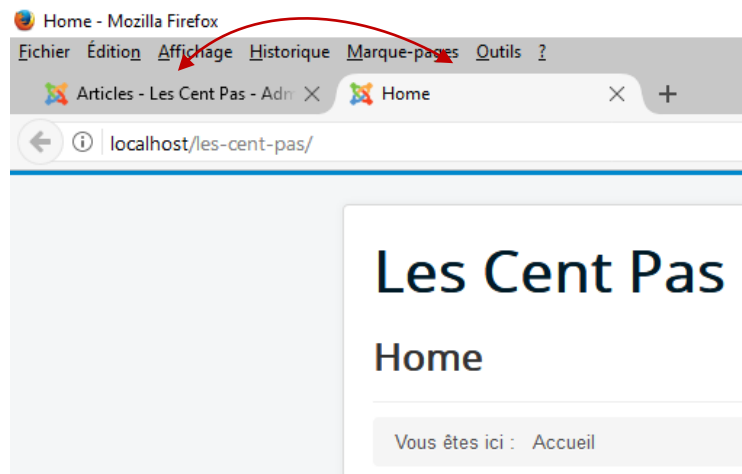 Home - Mozilla Firefox
Fichier Édition Affichage Historique Marque-pages Outils ?
Articles - Les Cent Pas - Adm Home
localhost/les-cent-pas/
Les Cent Pas
Home
Vous êtes ici : Accueil